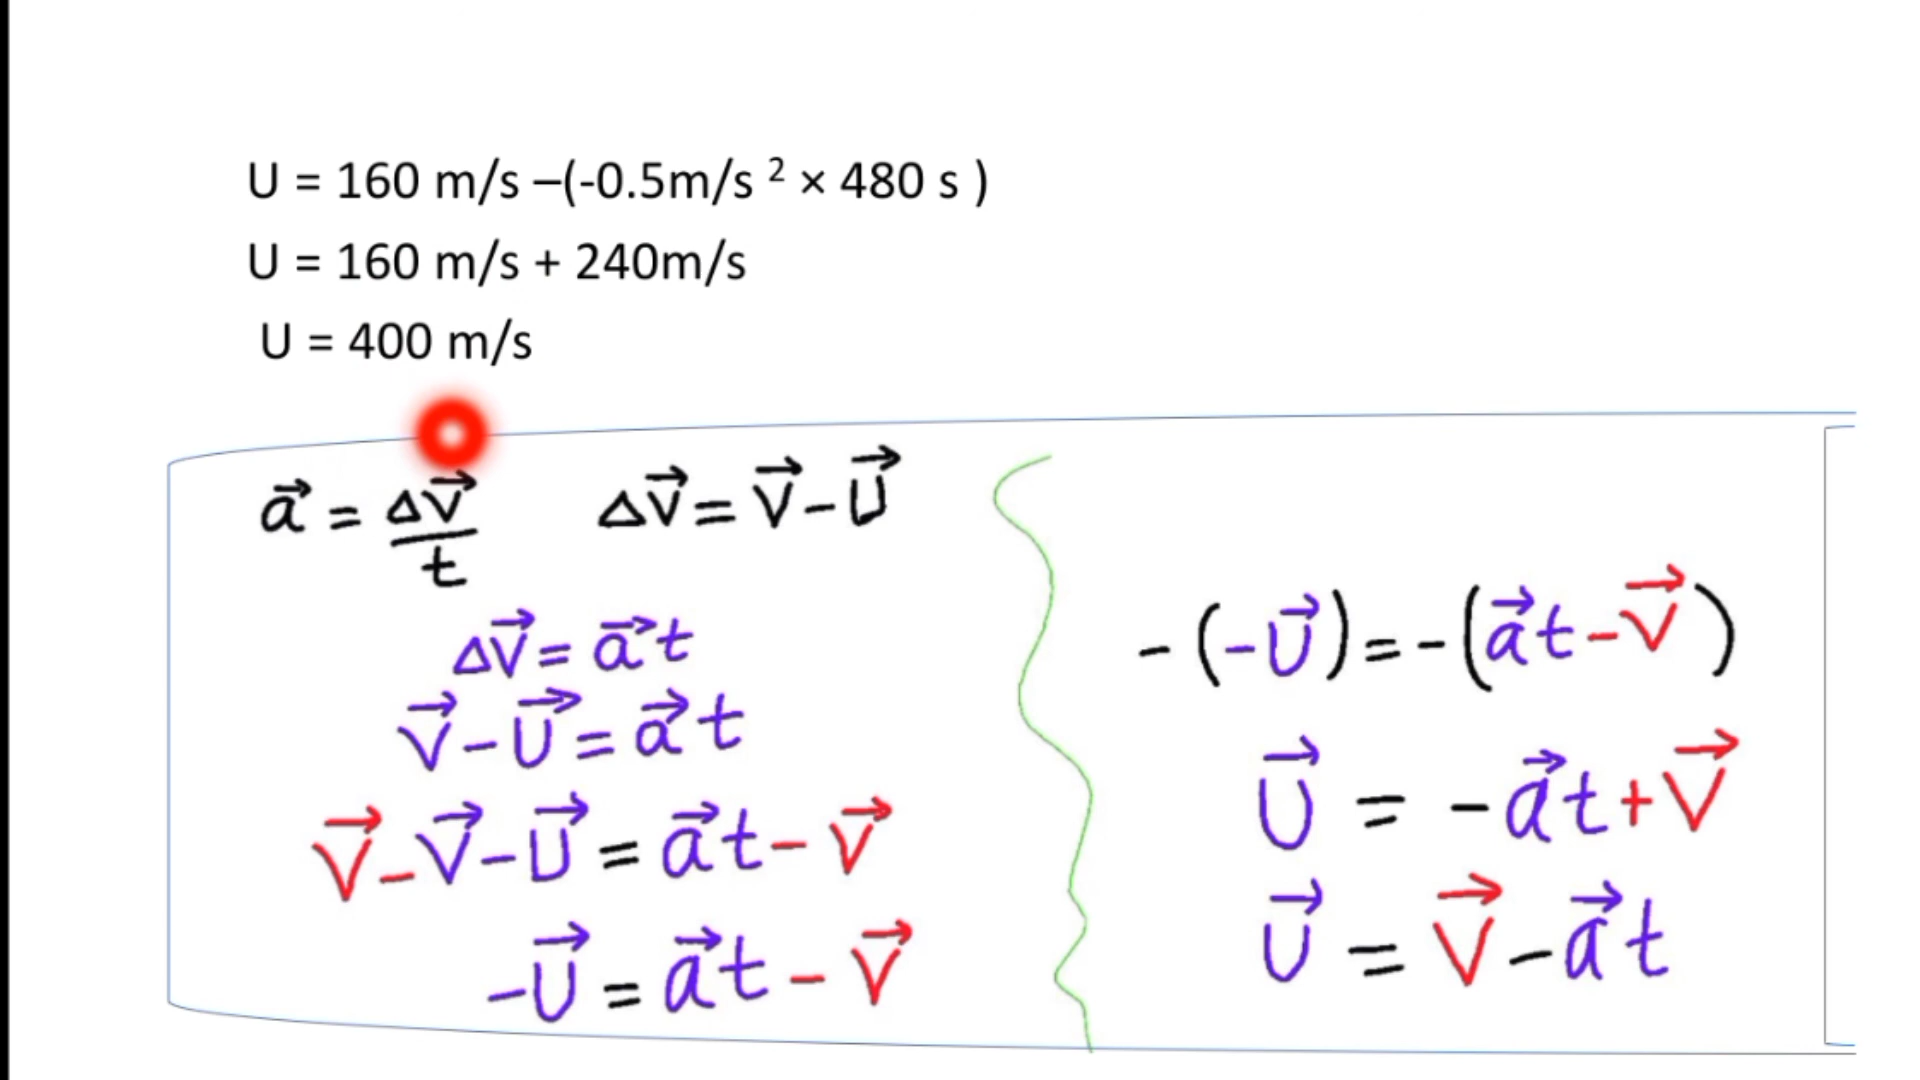 U = 160 m/s –(-0.5m/s ² × 480 s )
U = 160 m/s + 240m/s
U = 400 m/s
a⃗ = Δv⃗/t    Δv⃗ = v⃗ – u⃗
Δv⃗ = a⃗ t
v⃗ – u⃗ = a⃗ t
v⃗ – v⃗ – u⃗ = a⃗ t – v⃗
–u⃗ = a⃗ t – v⃗
– (–u⃗) = – (a⃗ t – v⃗)
u⃗ = – a⃗ t + v⃗
u⃗ = v⃗ – a⃗ t